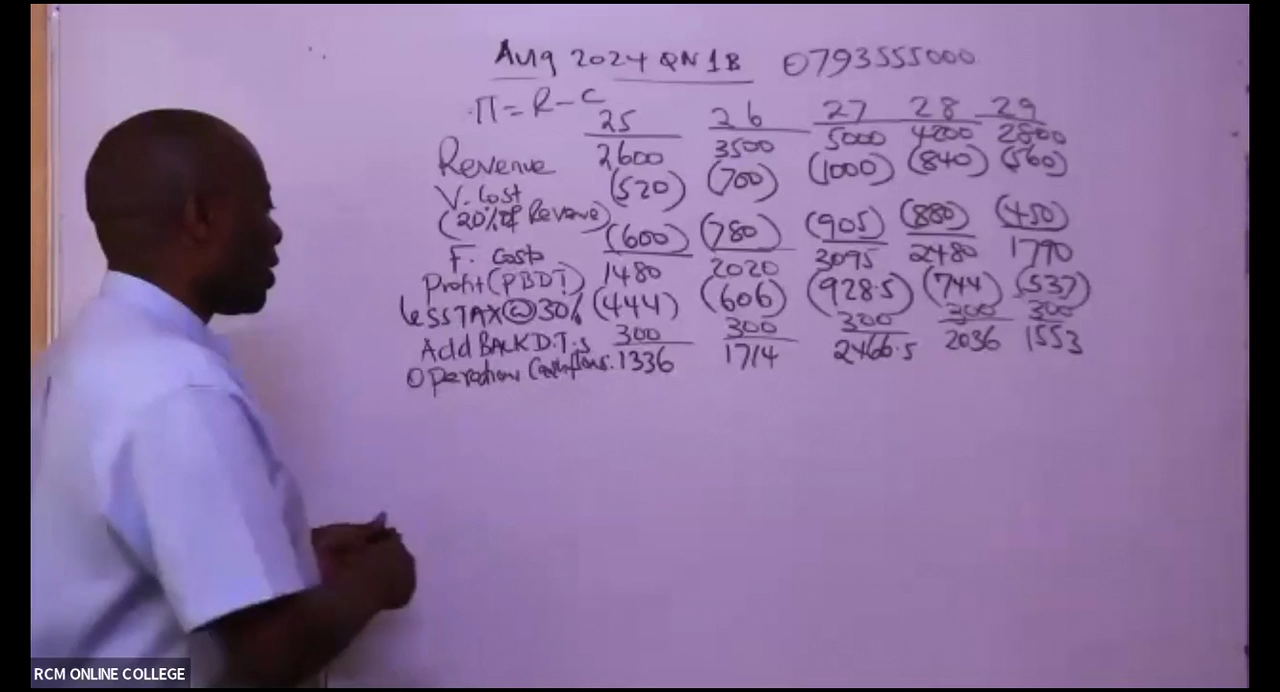 Aug 2024 QN 1B 0793555000
Π = R - C
25 26 27 28 29
Revenue 2600 3500 5000 4200 2800
V. Cost (520) (700) (1000) (840) (560)
(20% of Revenue)
F. Costs (600) (780) (905) (880) (450)
Profit (PBDT) 1480 2020 3095 2480 1790
Less TAX @ 30% (444) (606) (928.5) (744) (537)
Add BACK D.T.S 300 300 300 300 300
Operation Cashflows: 1336 1714 2466.5 2036 1553
RCM ONLINE COLLEGE